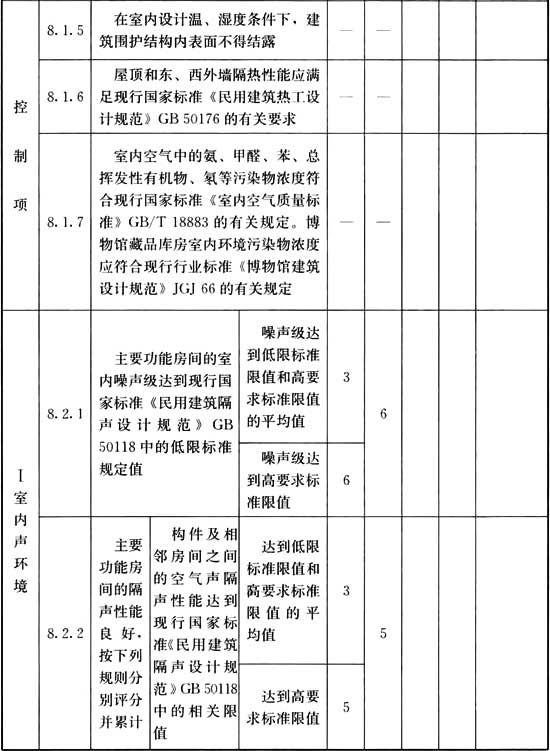 控
制
项
8.1.5
在室内设计温、湿度条件下，建
筑围护结构内表面不得结露
—
—
8.1.6
屋顶和东、西外墙隔热性能应满
足现行国家标准《民用建筑热工设
计规范》GB 50176 的有关要求
—
—
8.1.7
室内空气中的氨、甲醛、苯、总
挥发性有机物、氡等污染物浓度符
合现行国家标准《室内空气质量标
准》GB/T 18883 的有关规定。博
物馆藏品库房室内环境污染物浓度
应符合现行行业标准《博物馆建筑
设计规范》JGJ 66 的有关规定
—
—
Ⅰ
室
内
声
环
境
8.2.1
主要功能房间的室
内噪声级达到现行国
家标准《民用建筑隔
声设计规范》GB
50118 中的低限标准
规定值
噪声级达
到低限标准
限值和高要
求标准限值
的平均值
3
6
噪声级达
到高要求标
准限值
6
8.2.2
主要
功能房
间的隔
声性能
良好，
按下列
规则分
别评分
并累计
构件及相
邻房间之间
的空气声隔
声性能达到
现行国家标
准《民用建筑
隔声设计规
范》GB 50118
中的相关限
值
达到低限
标准限值和
高要求标准
限值的平
均值
3
5
达到高要
求标准限值
5